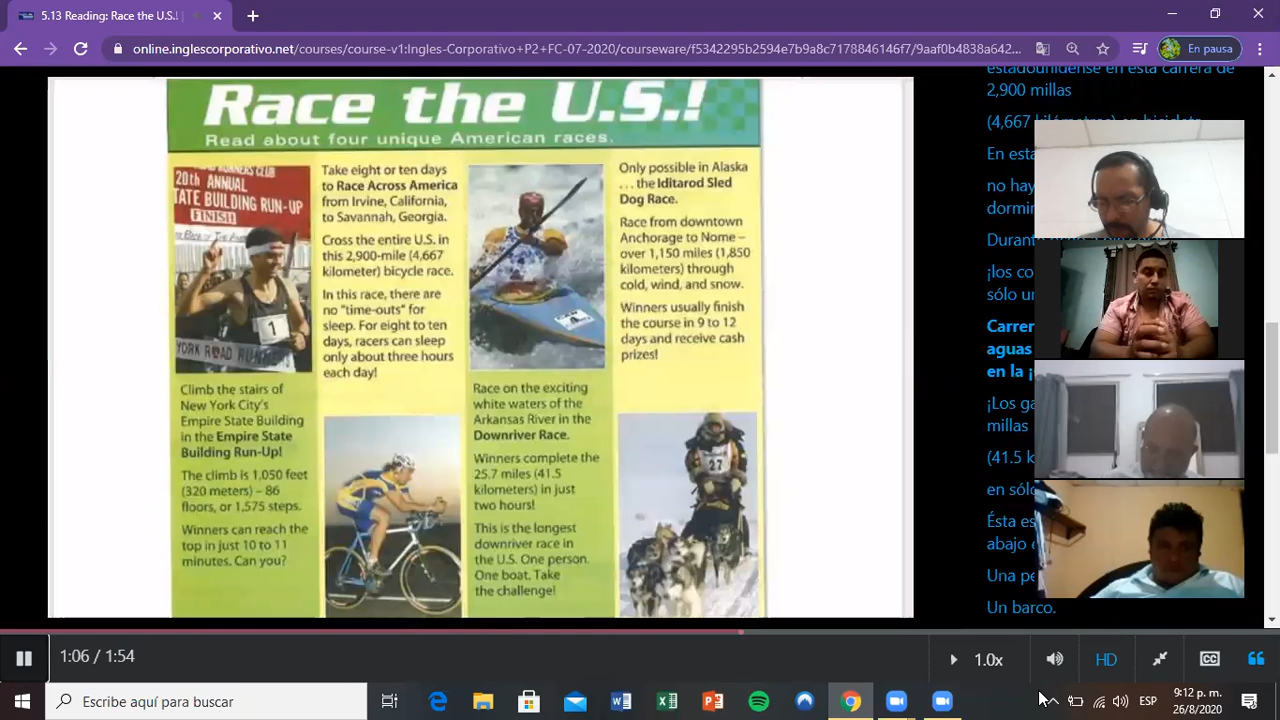 5.13 Reading: Race the U.S.!
online.inglescorporativo.net/courses/course-v1:Ingles-Corporativo+P2+FC-07-2020/courseware/f5342295b2594e7b9a8c7178846146f7/9aaf0b4838a642...
En pausa
Race the U.S.!
Read about four unique American races.
20th ANNUAL
TATE BUILDING RUN-UP
FINISH
1
YORK ROAD RUNNERS
Climb the stairs of
New York City's
Empire State Building
in the Empire State
Building Run-Up!
The climb is 1,050 feet
(320 meters) – 86
floors, or 1,575 steps.
Winners can reach the
top in just 10 to 11
minutes. Can you?
Take eight or ten days
to Race Across America
from Irvine, California,
to Savannah, Georgia.
Cross the entire U.S. in
this 2,900-mile (4,667
kilometer) bicycle race.
In this race, there are
no "time-outs" for
sleep. For eight to ten
days, racers can sleep
only about three hours
each day!
Race on the exciting
white waters of the
Arkansas River in the
Downriver Race.
Winners complete the
25.7 miles (41.5
kilometers) in just
two hours!
This is the longest
downriver race in
the U.S. One person.
One boat. Take
the challenge!
Only possible in Alaska
... the Iditarod Sled
Dog Race.
Race from downtown
Anchorage to Nome –
over 1,150 miles (1,850
kilometers) through
cold, wind, and snow.
Winners usually finish
the course in 9 to 12
days and receive cash
prizes!
27
estadounidense en esta carrera de
2,900 millas
(4,667 kilómetros) en bicicleta
En esta
no hay
dormir
Durante
¡los co
sólo u
Carrer
aguas
en la ¡
¡Los ga
millas
(41.5 k
en sólo
Ésta es
abajo e
Una pe
Un barco.
1:06 / 1:54
1.0x
HD
CC
Escribe aquí para buscar
ESP
9:12 p. m.
26/8/2020